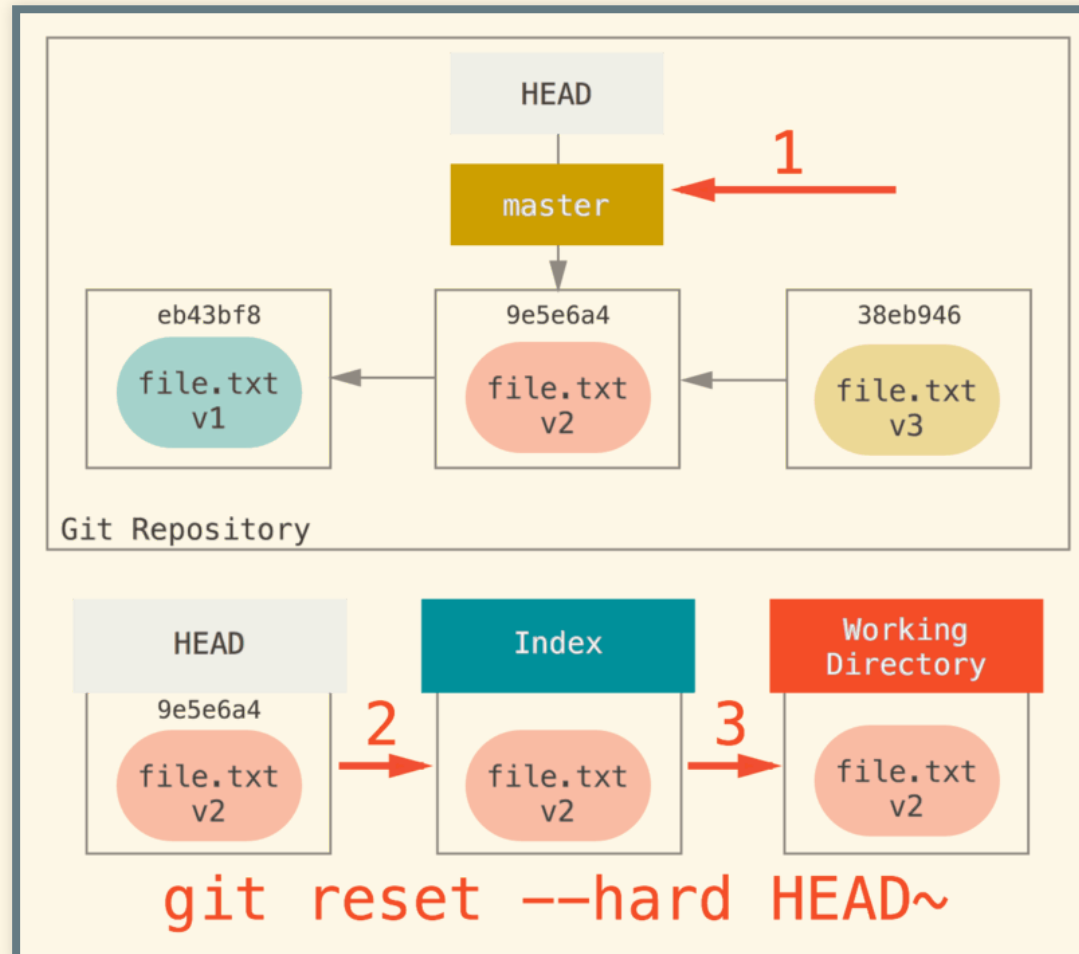 HEAD
1
master
eb43bf8
9e5e6a4
38eb946
file.txt
v1
file.txt
v2
file.txt
v3
Git Repository
HEAD
Index
Working
Directory
9e5e6a4
2
3
file.txt
v2
file.txt
v2
file.txt
v2
git reset --hard HEAD~